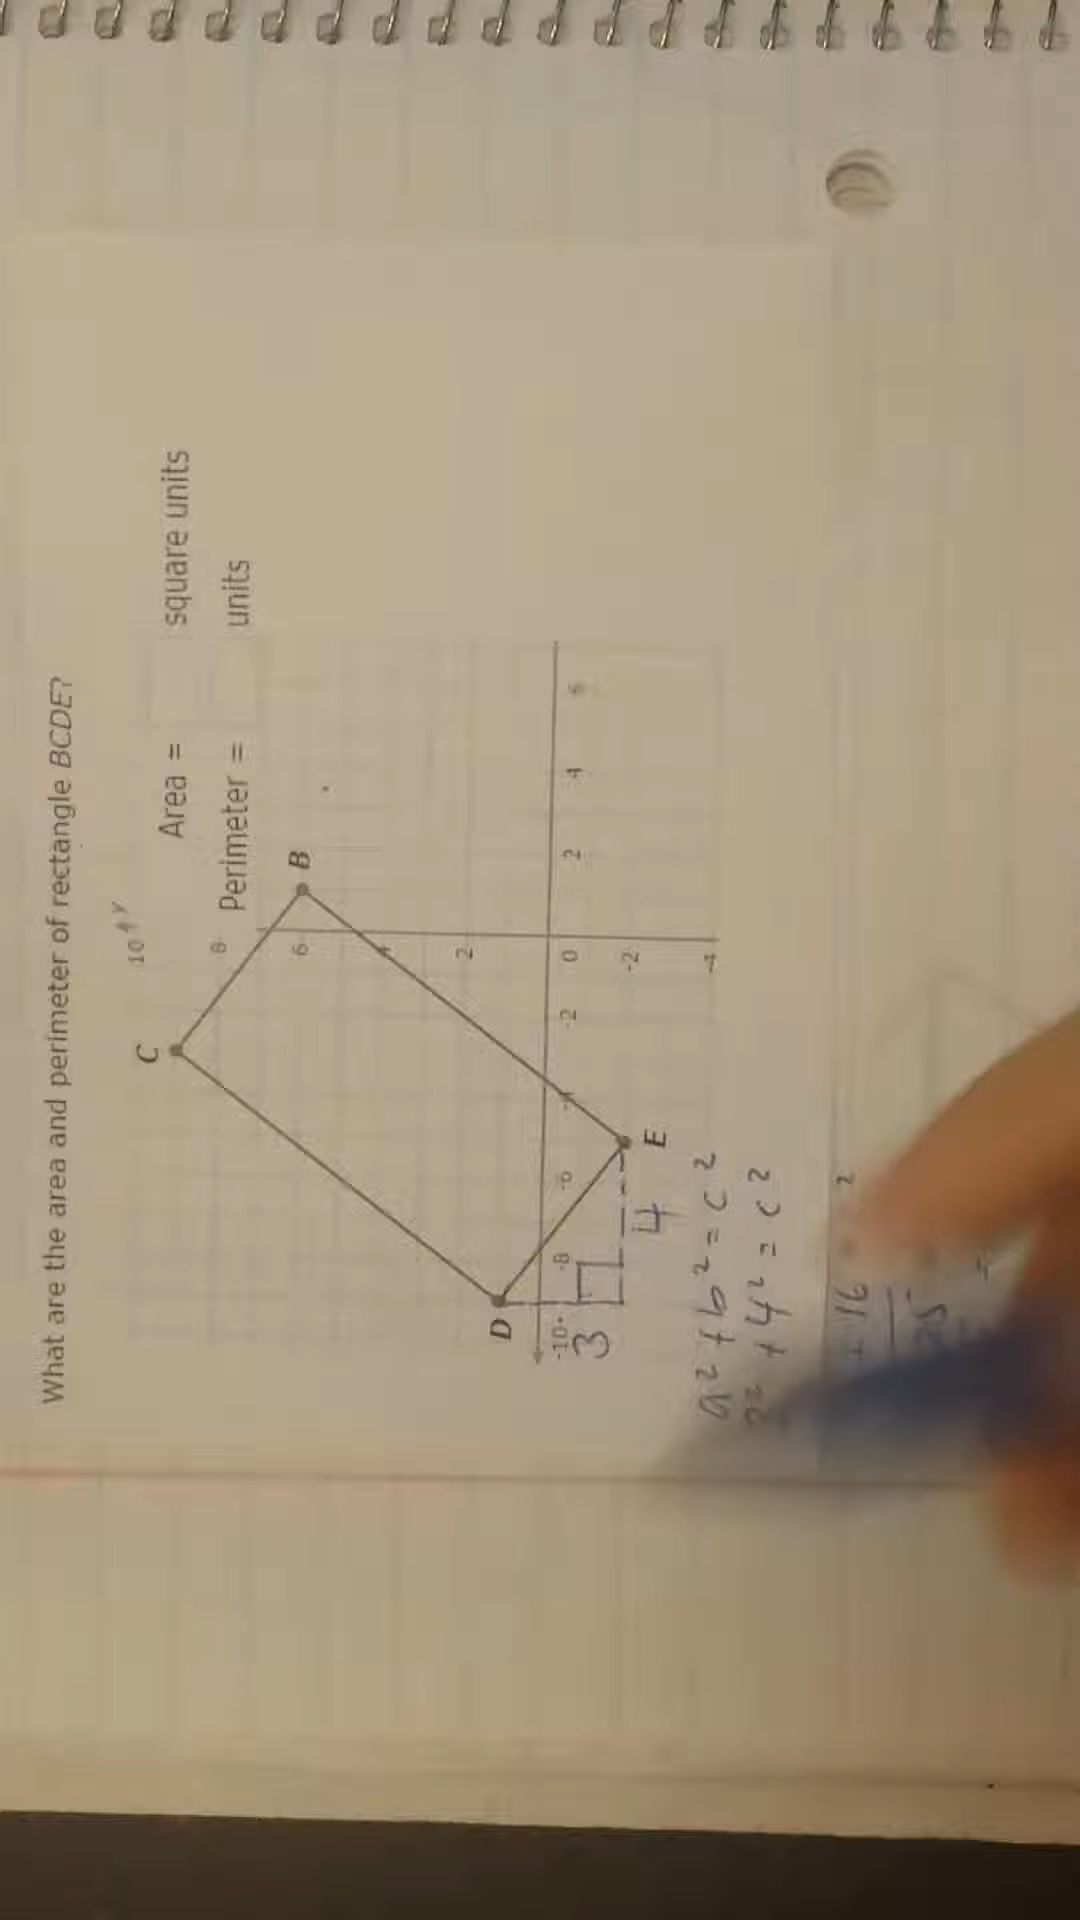 What are the area and perimeter of rectangle BCDE?
Area = square units
Perimeter = units
10 y
C
8
6
B
4
2
D
-10 -8 -6 -4 -2 0 2 4 6
-2
E
-4
3
4
a² + b² = c²
3² + 4² = c²
+ 16 2
25